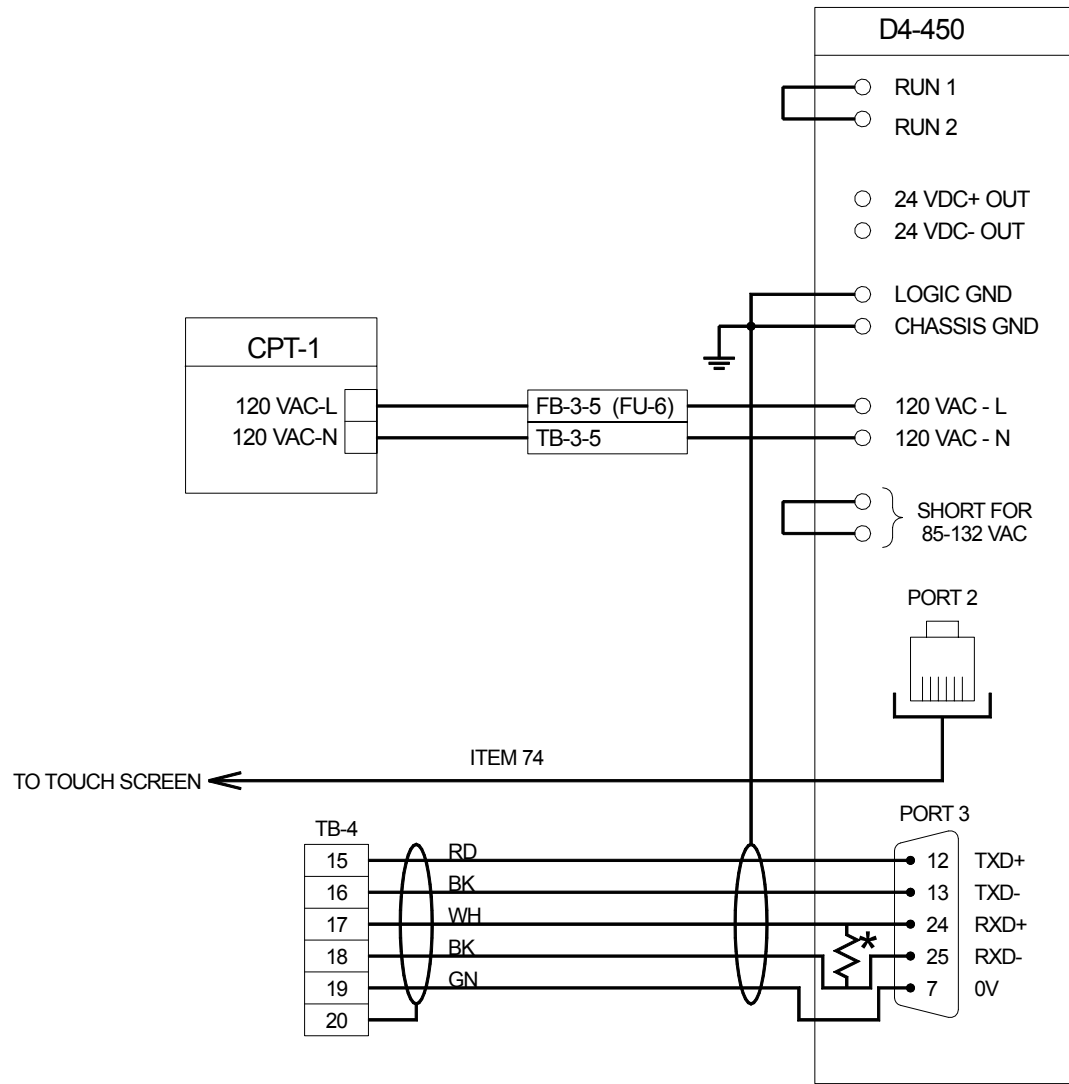 D4-450
RUN 1
RUN 2
24 VDC+ OUT
24 VDC- OUT
LOGIC GND
CHASSIS GND
CPT-1
120 VAC-L
FB-3-5 (FU-6)
120 VAC - L
120 VAC-N
TB-3-5
120 VAC - N
SHORT FOR
85-132 VAC
PORT 2
ITEM 74
TO TOUCH SCREEN
PORT 3
TB-4
15 RD 12 TXD+
16 BK 13 TXD-
17 WH 24 RXD+
*
18 BK 25 RXD-
19 GN 7 0V
20